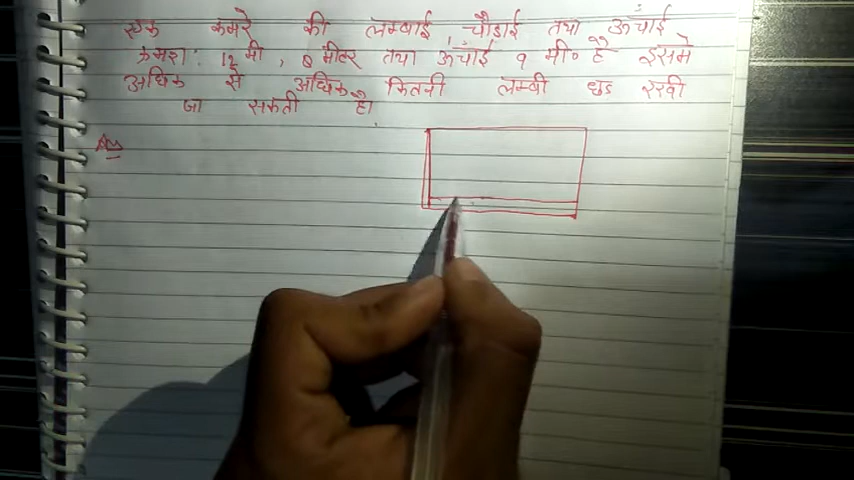 एक कमरे की लम्बाई, चौडाई तथा ऊँचाई
क्रमश: 12 मी, 8 मीटर तथा ऊँचाई 9 मी० है इसमे
अधिक से अधिक कितनी लम्बी छड रखी
जा सकती है।
Ans